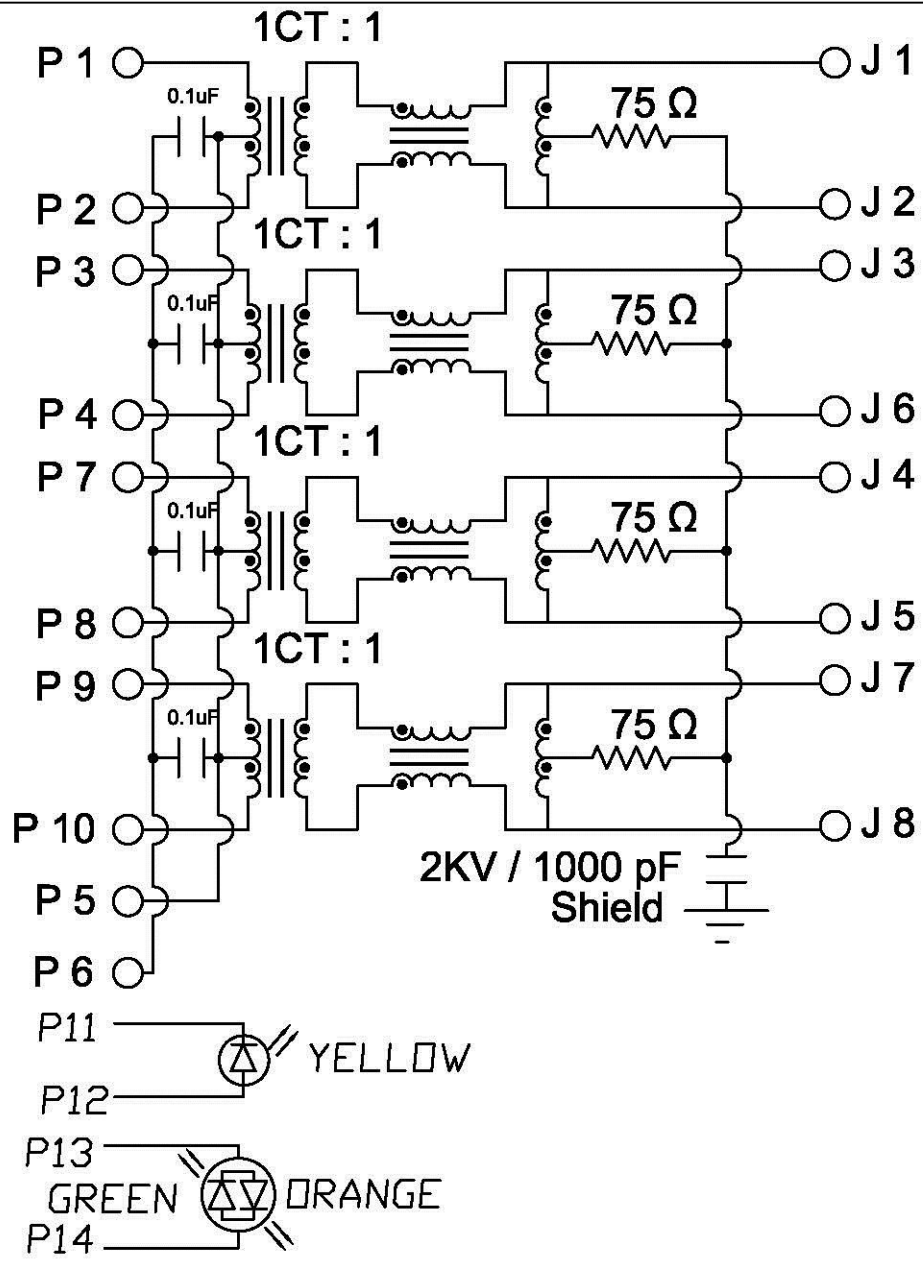 1CT : 1
P 1
J 1
0.1uF
75 Ω
P 2
J 2
1CT : 1
P 3
J 3
0.1uF
75 Ω
P 4
J 6
1CT : 1
P 7
J 4
0.1uF
75 Ω
P 8
J 5
1CT : 1
P 9
J 7
0.1uF
75 Ω
P 10
J 8
2KV / 1000 pF
P 5
Shield
P 6
P11
YELLOW
P12
P13
GREEN ORANGE
P14